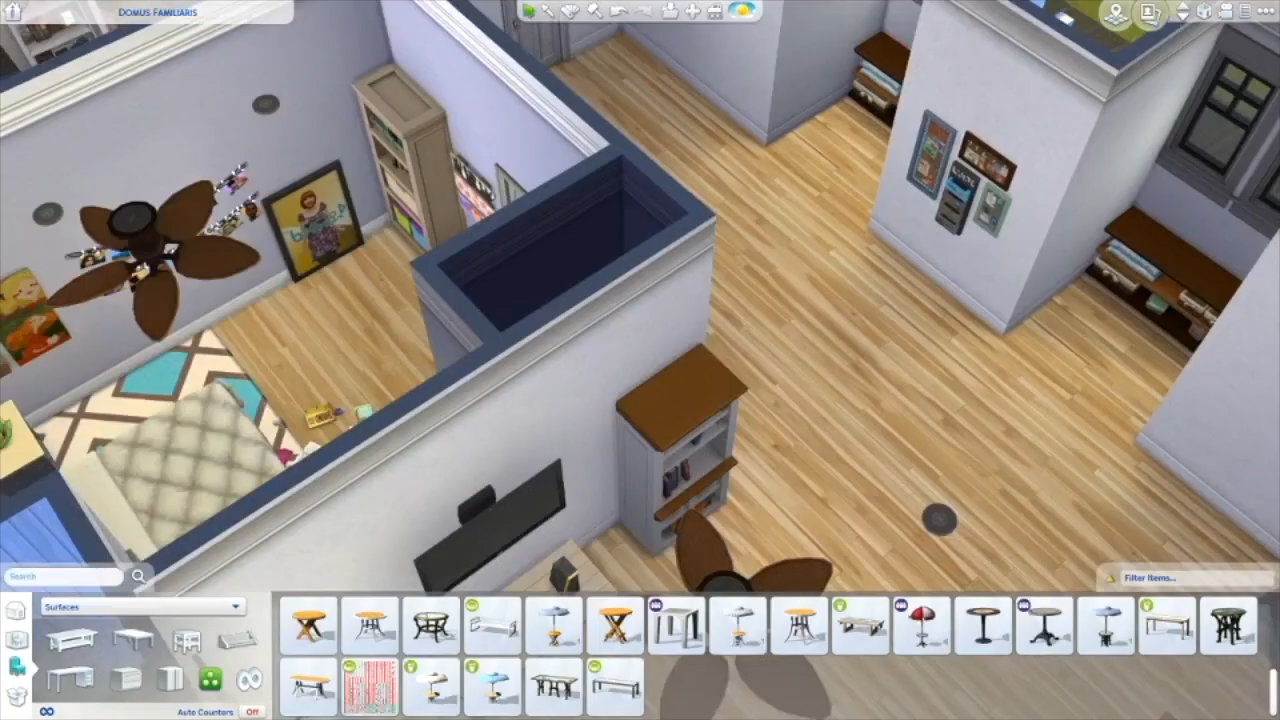 Domus Familiaris
Search
Filter Items...
Surfaces
Auto Counters Off